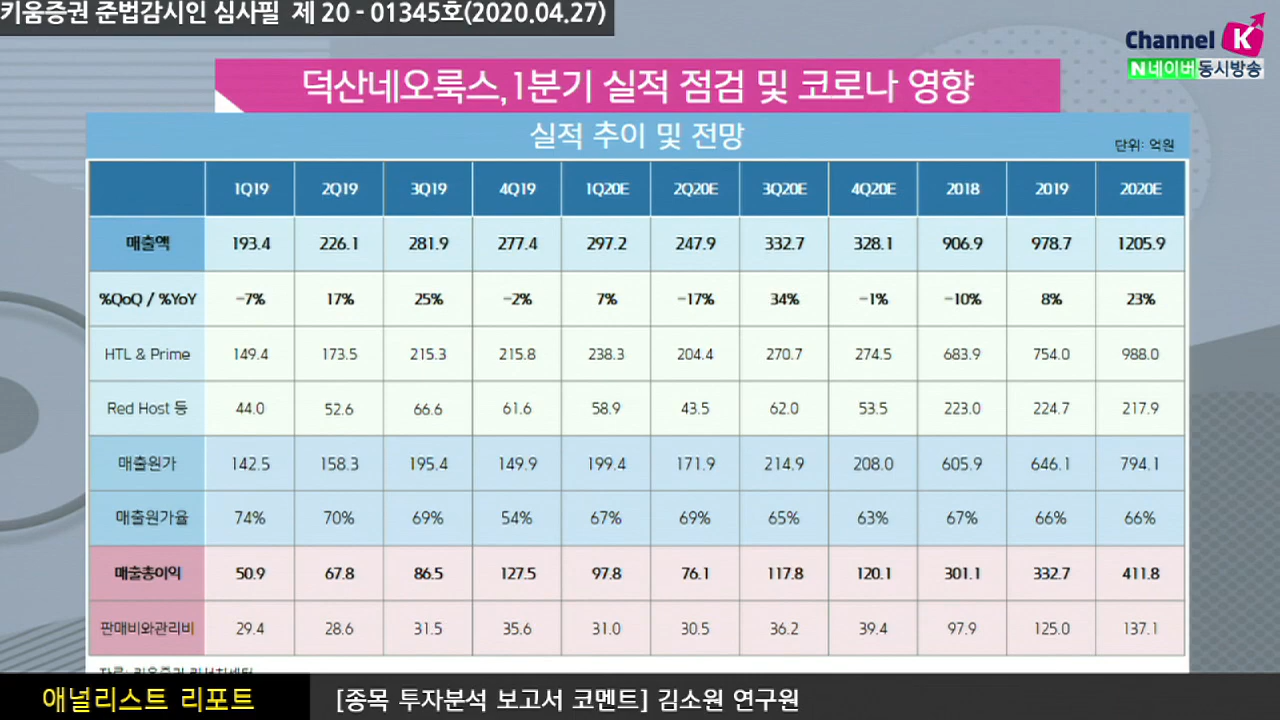 키움증권 준법감시인 심사필 제 20 - 01345호(2020.04.27)
Channel K
N네이버동시방송
덕산네오룩스, 1분기 실적 점검 및 코로나 영향
실적 추이 및 전망
단위: 억원
1Q19 2Q19 3Q19 4Q19 1Q20E 2Q20E 3Q20E 4Q20E 2018 2019 2020E
매출액 193.4 226.1 281.9 277.4 297.2 247.9 332.7 328.1 906.9 978.7 1205.9
%QoQ / %YoY -7% 17% 25% -2% 7% -17% 34% -1% -10% 8% 23%
HTL & Prime 149.4 173.5 215.3 215.8 238.3 204.4 270.7 274.5 683.9 754.0 988.0
Red Host 등 44.0 52.6 66.6 61.6 58.9 43.5 62.0 53.5 223.0 224.7 217.9
매출원가 142.5 158.3 195.4 149.9 199.4 171.9 214.9 208.0 605.9 646.1 794.1
매출원가율 74% 70% 69% 54% 67% 69% 65% 63% 67% 66% 66%
매출총이익 50.9 67.8 86.5 127.5 97.8 76.1 117.8 120.1 301.1 332.7 411.8
판매비와관리비 29.4 28.6 31.5 35.6 31.0 30.5 36.2 39.4 97.9 125.0 137.1
애널리스트 리포트
[종목 투자분석 보고서 코멘트] 김소원 연구원